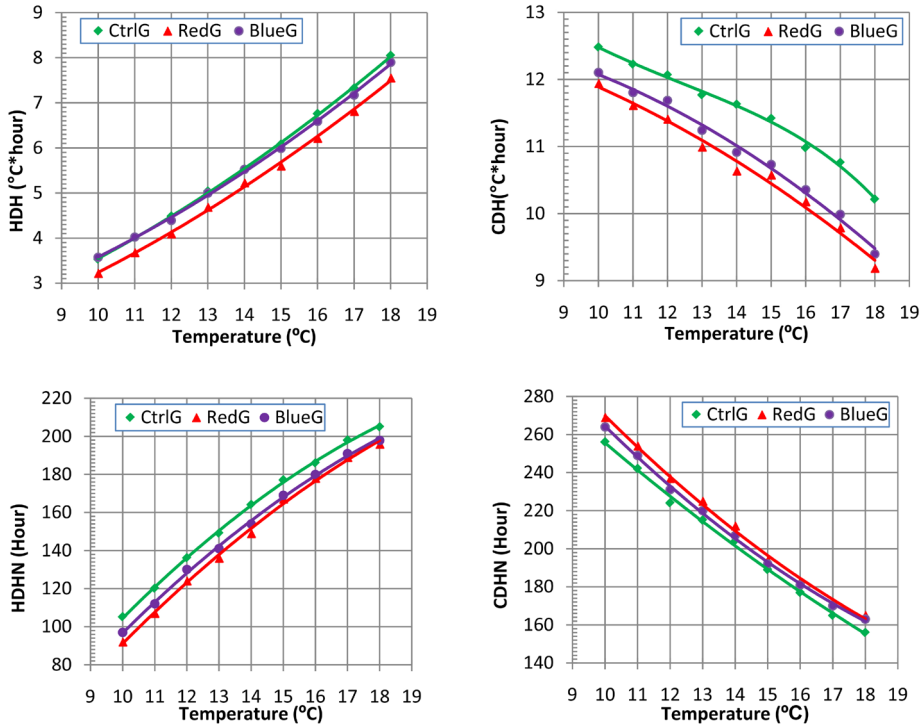 CtrlG RedG BlueG
HDH (°C*hour)
8
7
6
5
4
3
9 10 11 12 13 14 15 16 17 18 19
Temperature (⁰C)
CtrlG RedG BlueG
CDH(°C*hour)
13
12
11
10
9
9 10 11 12 13 14 15 16 17 18 19
Temperature (⁰C)
CtrlG RedG BlueG
HDHN (Hour)
220
200
180
160
140
120
100
80
9 10 11 12 13 14 15 16 17 18 19
Temperature (⁰C)
CtrlG RedG BlueG
CDHN (Hour)
280
260
240
220
200
180
160
140
9 10 11 12 13 14 15 16 17 18 19
Temperature (⁰C)